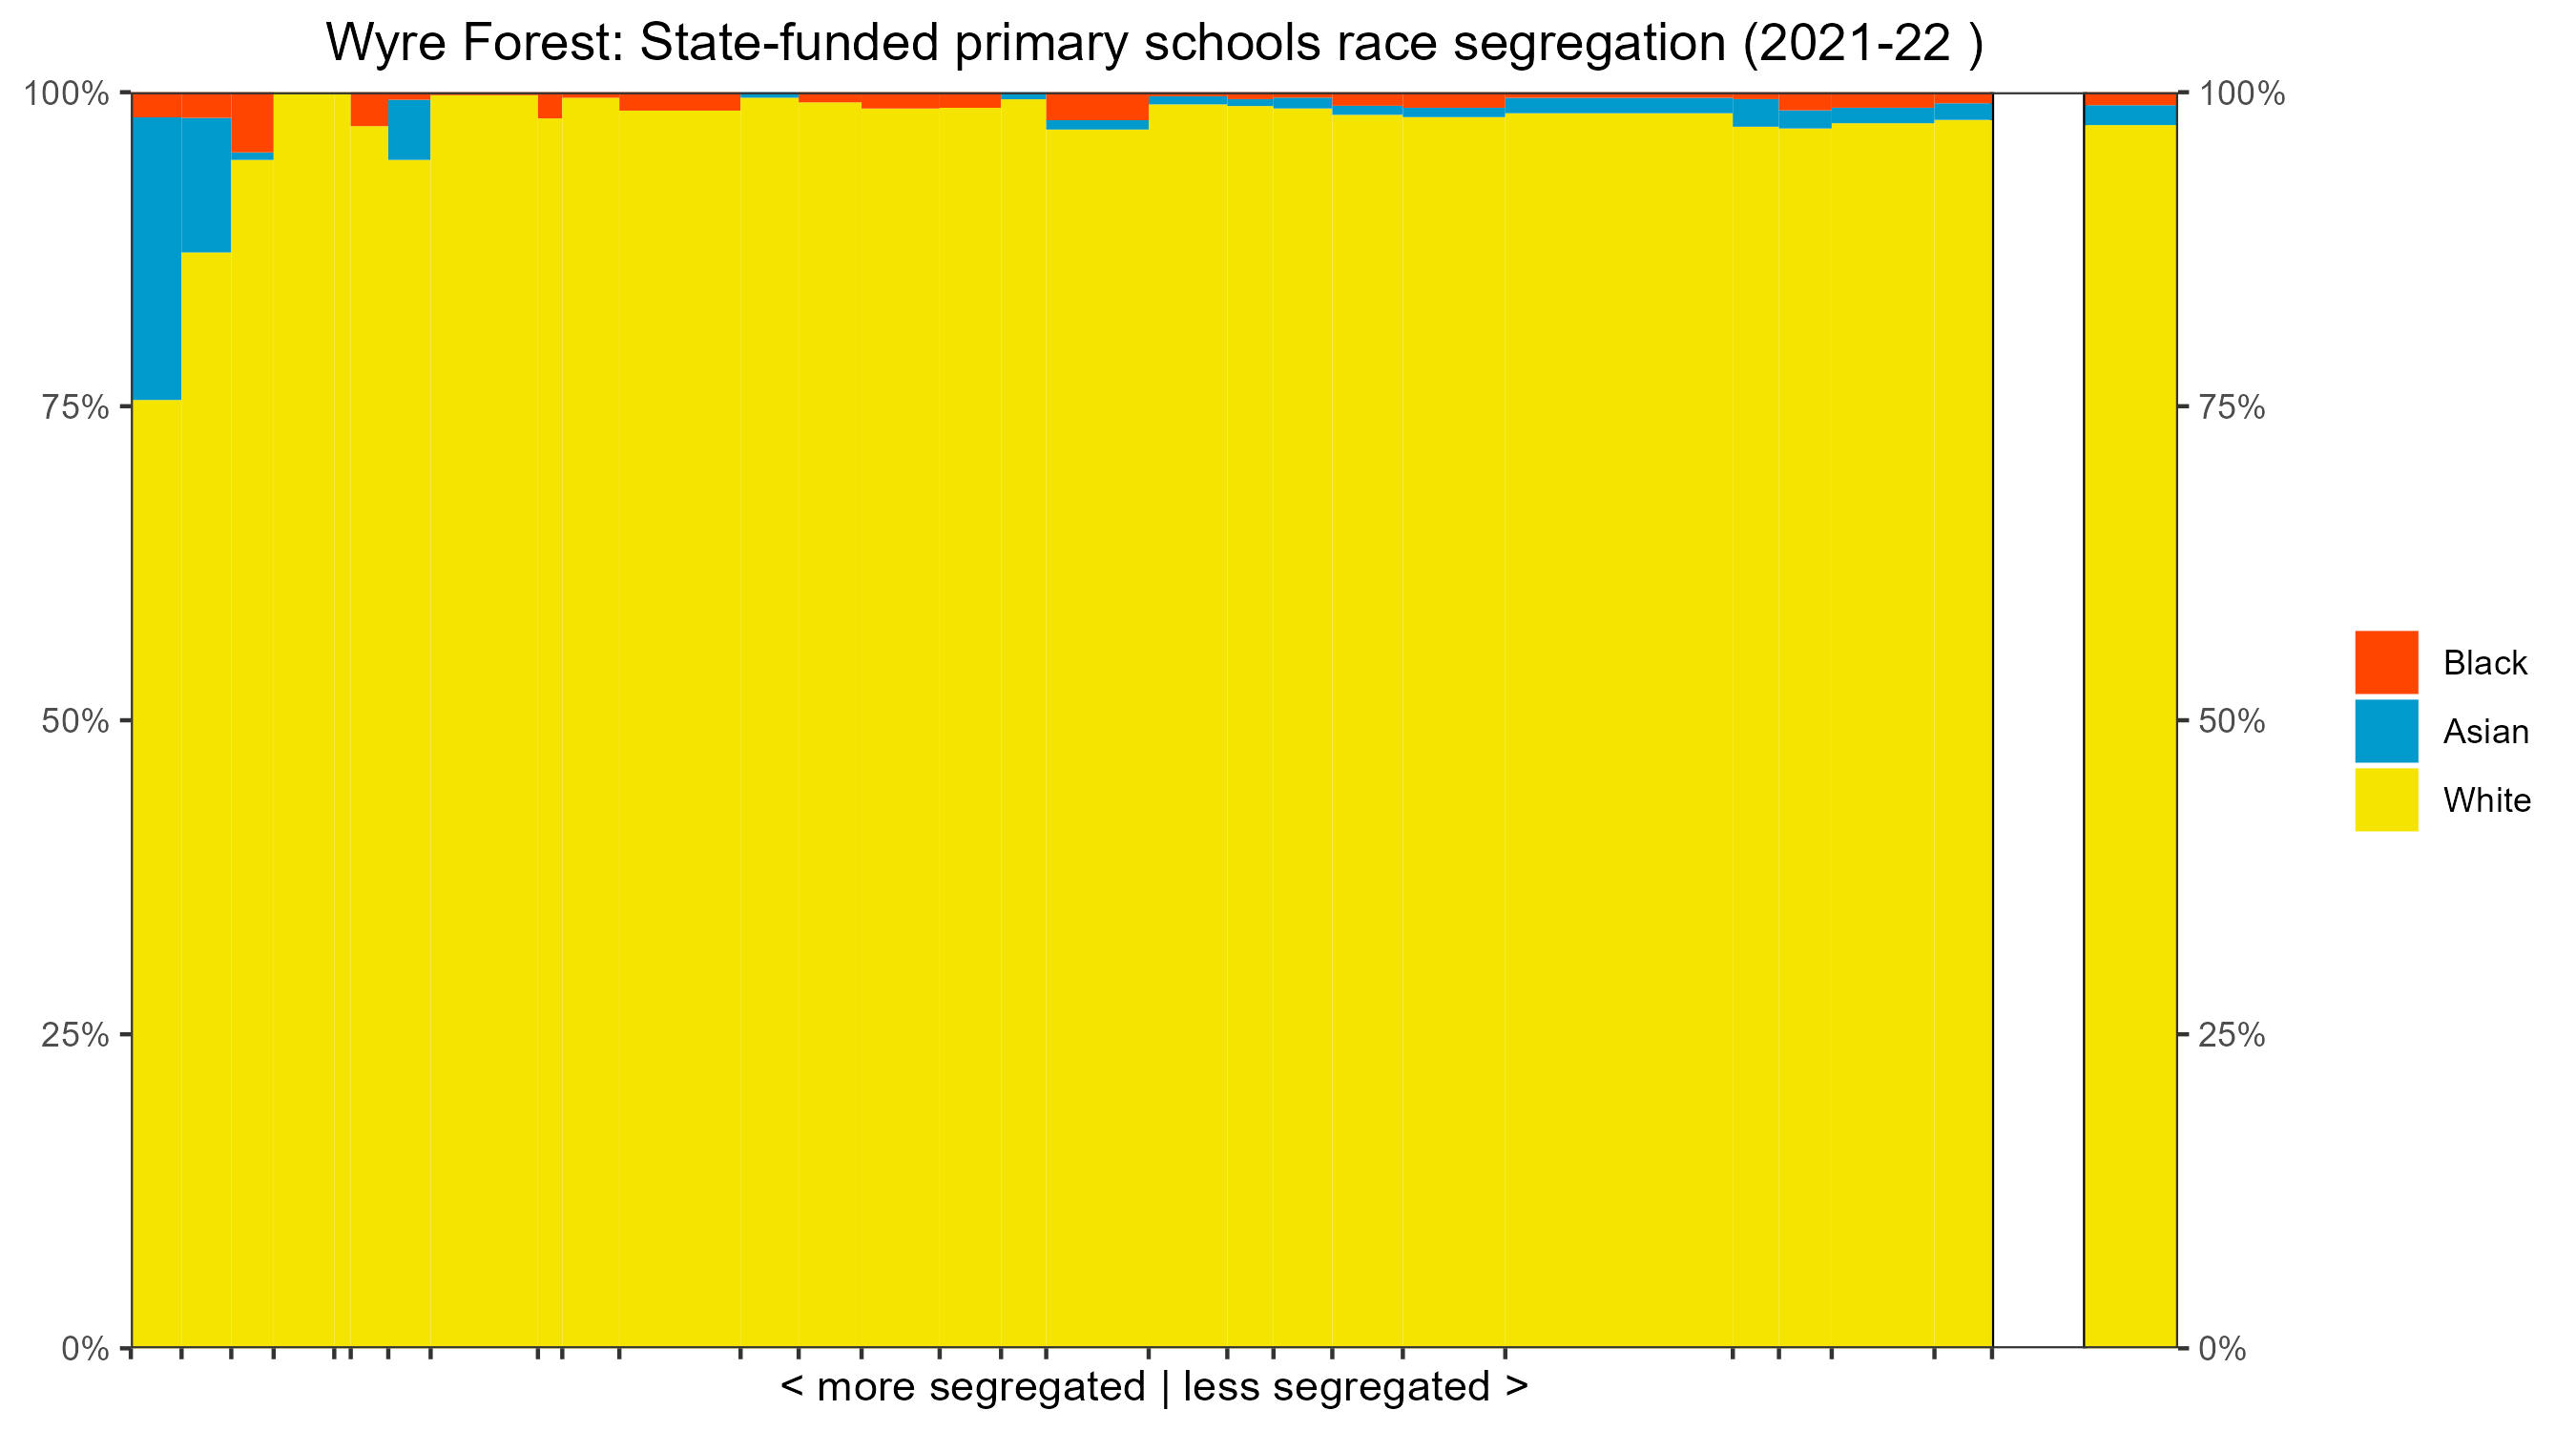 Wyre Forest: State-funded primary schools race segregation (2021-22 )
100%
75%
50%
25%
0%
100%
75%
50%
25%
0%
Black
Asian
White
< more segregated | less segregated >